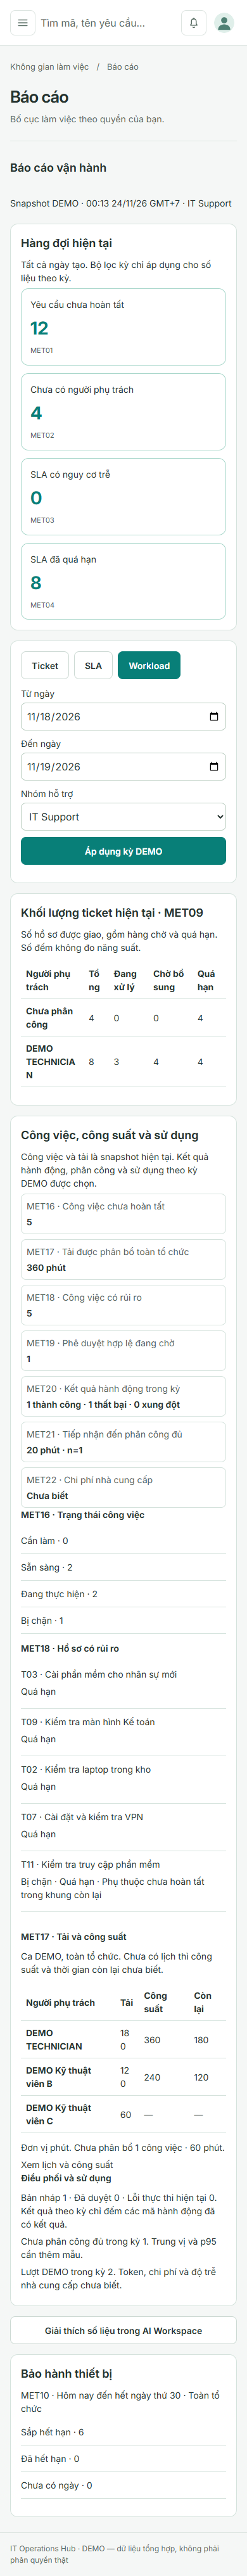 Tìm mã, tên yêu cầu...
Không gian làm việc / Báo cáo
Báo cáo
Bố cục làm việc theo quyền của bạn.
Báo cáo vận hành
Snapshot DEMO · 00:13 24/11/26 GMT+7 · IT Support
Hàng đợi hiện tại
Tất cả ngày tạo. Bộ lọc kỳ chỉ áp dụng cho số
liệu theo kỳ.
Yêu cầu chưa hoàn tất
12
MET01
Chưa có người phụ trách
4
MET02
SLA có nguy cơ trễ
0
MET03
SLA đã quá hạn
8
MET04
Ticket SLA Workload
Từ ngày
11/18/2026
Đến ngày
11/19/2026
Nhóm hỗ trợ
IT Support
Áp dụng kỳ DEMO
Khối lượng ticket hiện tại · MET09
Số hồ sơ được giao, gồm hàng chờ và quá hạn.
Số đếm không đo năng suất.
Người phụ Tổ Đang Chờ bổ Quá
trách ng xử lý sung hạn
Chưa phân
công 4 0 0 4
DEMO
TECHNICIA 8 3 4 4
N
Công việc, công suất và sử dụng
Công việc và tải là snapshot hiện tại. Kết quả
hành động, phân công và sử dụng theo kỳ
DEMO được chọn.
MET16 · Công việc chưa hoàn tất
5
MET17 · Tải được phân bổ toàn tổ chức
360 phút
MET18 · Công việc có rủi ro
5
MET19 · Phê duyệt hợp lệ đang chờ
1
MET20 · Kết quả hành động trong kỳ
1 thành công · 1 thất bại · 0 xung đột
MET21 · Tiếp nhận đến phân công đủ
20 phút · n=1
MET22 · Chi phí nhà cung cấp
Chưa biết
MET16 · Trạng thái công việc
Cần làm · 0
Sẵn sàng · 2
Đang thực hiện · 2
Bị chặn · 1
MET18 · Hồ sơ có rủi ro
T03 · Cài phần mềm cho nhân sự mới
Quá hạn
T09 · Kiểm tra màn hình Kế toán
Quá hạn
T02 · Kiểm tra laptop trong kho
Quá hạn
T07 · Cài đặt và kiểm tra VPN
Quá hạn
T11 · Kiểm tra truy cập phần mềm
Bị chặn · Quá hạn · Phụ thuộc chưa hoàn tất
trong khung còn lại
MET17 · Tải và công suất
Ca DEMO, toàn tổ chức. Chưa có lịch thì công
suất và thời gian còn lại chưa biết.
Người phụ trách Tải Công Còn
suất lại
DEMO 18 360 180
TECHNICIAN 0
DEMO Kỹ thuật 12 240 120
viên B 0
DEMO Kỹ thuật 60 — —
viên C
Đơn vị phút. Chưa phân bổ 1 công việc · 60 phút.
Xem lịch và công suất
Điều phối và sử dụng
Bản nháp 1 · Đã duyệt 0 · Lỗi thực thi hiện tại 0.
Kết quả theo kỳ chỉ đếm các mã hành động đã
có kết quả.
Chưa phân công đủ trong kỳ 1. Trung vị và p95
cần thêm mẫu.
Lượt DEMO trong kỳ 2. Token, chi phí và độ trễ
nhà cung cấp chưa biết.
Giải thích số liệu trong AI Workspace
Bảo hành thiết bị
MET10 · Hôm nay đến hết ngày thứ 30 · Toàn tổ
chức
Sắp hết hạn · 6
Đã hết hạn · 0
Chưa có ngày · 0
IT Operations Hub · DEMO — dữ liệu tổng hợp, không phải
phân quyền thật